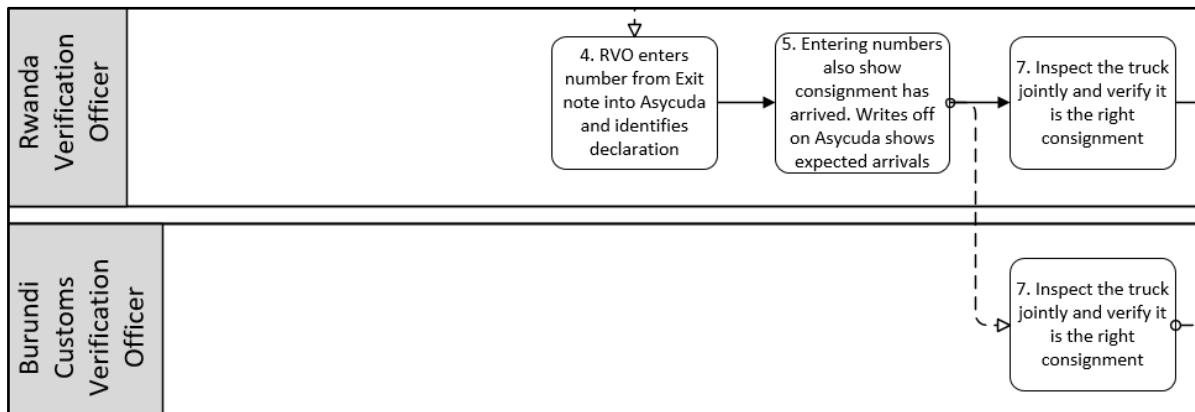 Rwanda
Verification
Officer
4. RVO enters
number from Exit
note into Asycuda
and identifies
declaration
5. Entering numbers
also show
consignment has
arrived. Writes off
on Asycuda shows
expected arrivals
7. Inspect the truck
jointly and verify it
is the right
consignment
Burundi
Customs
Verification
Officer
7. Inspect the truck
jointly and verify it
is the right
consignment